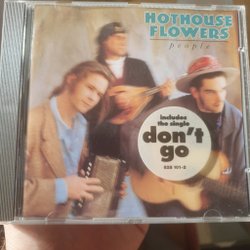 HOTHOUSE
FLOWERS
people
includes
the single
don't
go
828 101-2